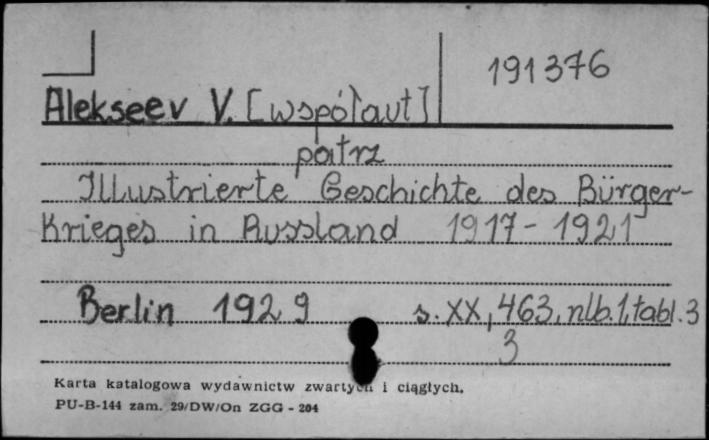 191376
Alekseev V. [współaut]
patrz
Illustrierte Geschichte des Bürger-
Krieges in Russland 1917-1921
Berlin 1929 s. XX, 463, nlb. 1, tabl. 3
3
Karta katalogowa wydawnictw zwartych i ciągłych.
PU-B-144 zam. 29/DW/On ZGG - 204